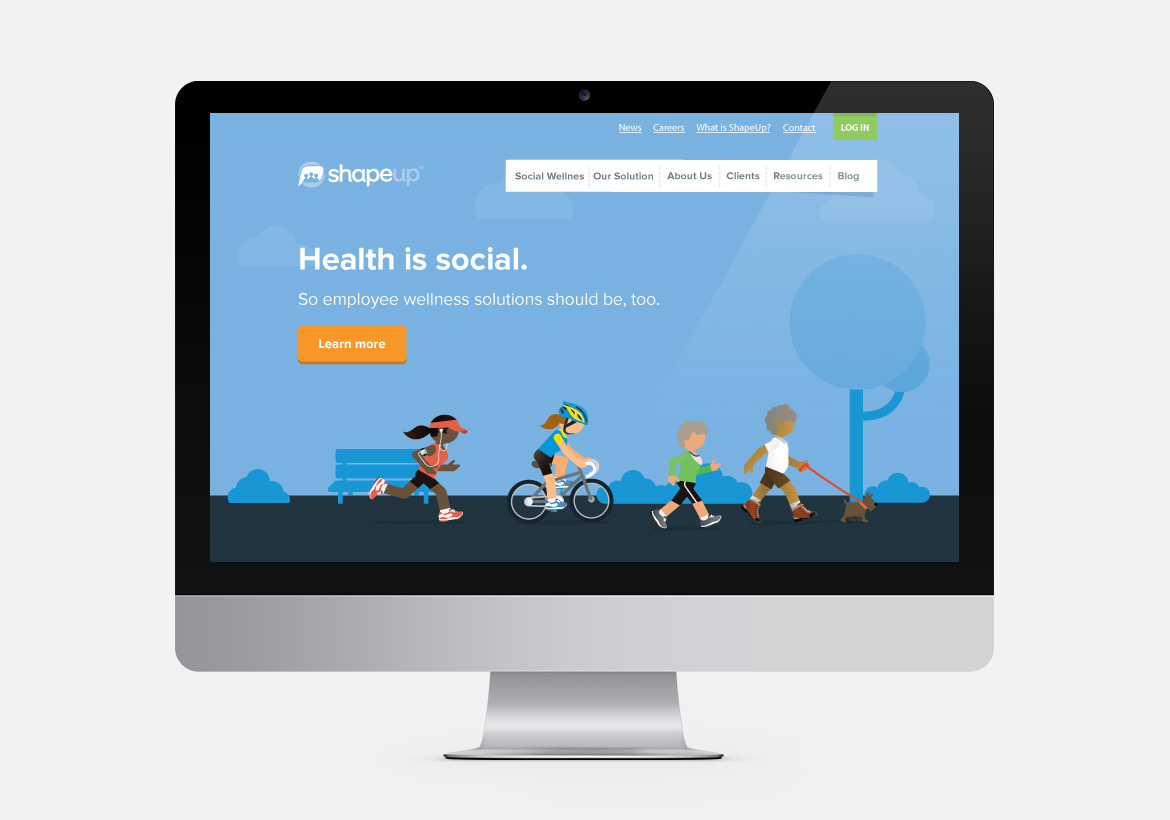 News Careers What Is ShapeUp? Contact LOG IN
shapeup™
Social Wellnes Our Solution About Us Clients Resources Blog
Health is social.
So employee wellness solutions should be, too.
Learn more